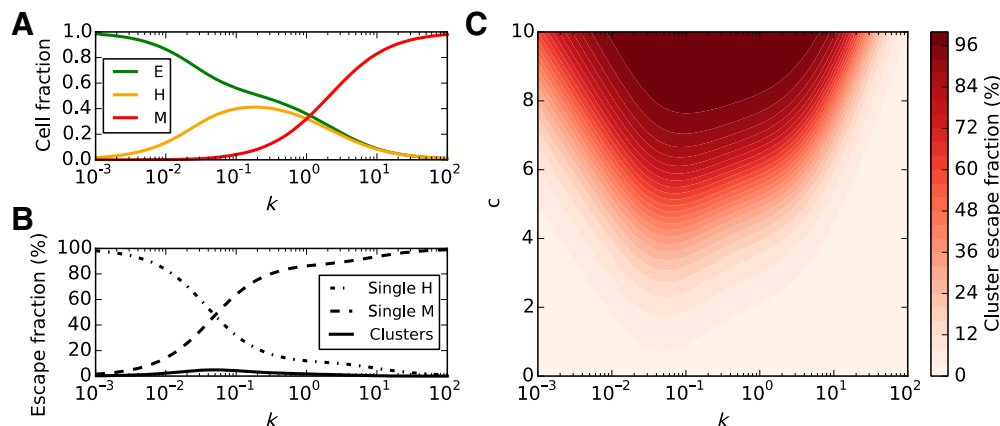 A
1.0
0.8
0.6
0.4
0.2
0.0
Cell fraction
E
H
M
10⁻³ 10⁻² 10⁻¹ 10⁰ 10¹ 10²
k
B
100
80
60
40
20
0
Escape fraction (%)
Single H
Single M
Clusters
10⁻³ 10⁻² 10⁻¹ 10⁰ 10¹ 10²
k
C
10
8
6
4
2
0
c
10⁻³ 10⁻² 10⁻¹ 10⁰ 10¹ 10²
k
96
84
72
60
48
36
24
12
0
Cluster escape fraction (%)